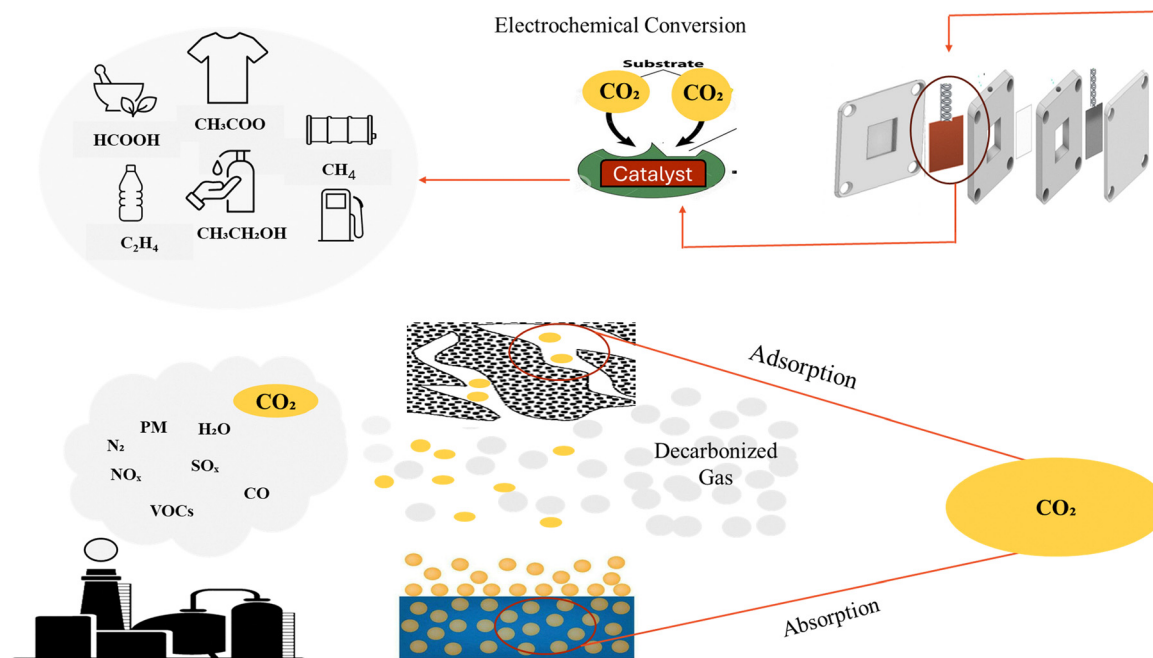 Electrochemical Conversion
Substrate
CO₂ CO₂
Catalyst
HCOOH
CH₃COO
CH₄
C₂H₄
CH₃CH₂OH
Adsorption
CO₂
PM
H₂O
N₂
NOₓ
SOₓ
CO
VOCs
Decarbonized
Gas
CO₂
Absorption